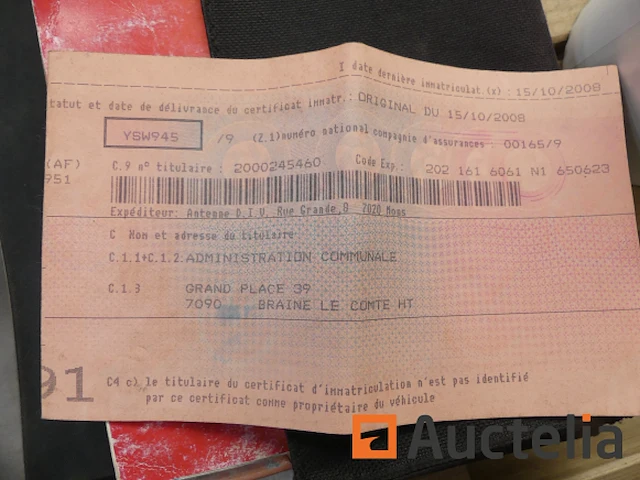 I date dernière immatriculat.(x) : 15/10/2008
tatut et date de délivrance du certificat immatr.: ORIGINAL DU 15/10/2008
YSW945 /9 (Z.1)numéro national compagnie d'assurances : 00165/9
(AF) C.9 n° titulaire : 2000245460 Code Exp.: 202 161 6061 N1 650623
951
Expéditeur: Antenne D.I.V. Rue Grande,8 7020 Mons
C Nom et adresse du titulaire
C.1.1+C.1.2:ADMINISTRATION COMMUNALE
C.1.3 GRAND PLACE 39
7090 BRAINE LE COMTE HT
91 C4 c) le titulaire du certificat d'immatriculation n'est pas identifié
par ce certificat comme propriétaire du véhicule
Auctelia